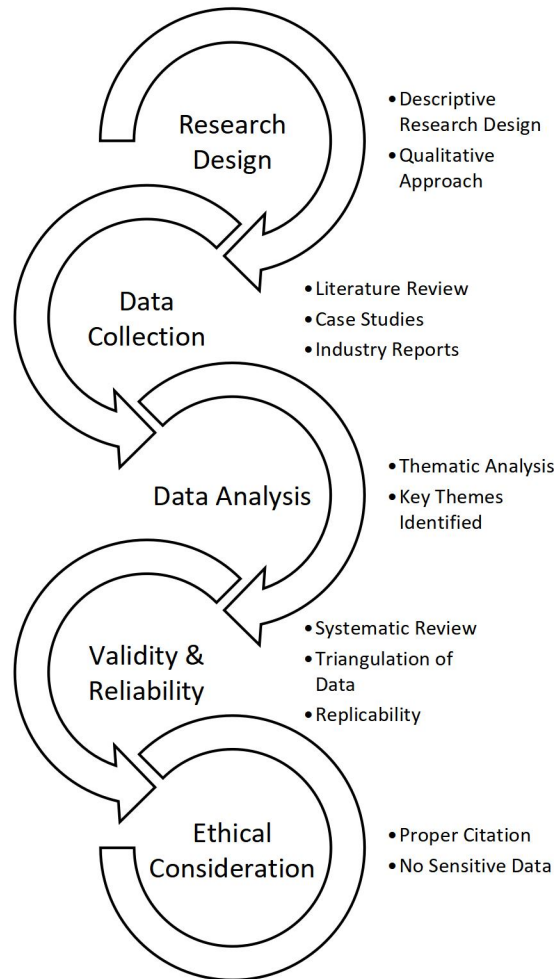 Research
Design
• Descriptive
Research Design
• Qualitative
Approach
Data
Collection
• Literature Review
• Case Studies
• Industry Reports
Data Analysis
• Thematic Analysis
• Key Themes
Identified
Validity &
Reliability
• Systematic Review
• Triangulation of
Data
• Replicability
Ethical
Consideration
• Proper Citation
• No Sensitive Data